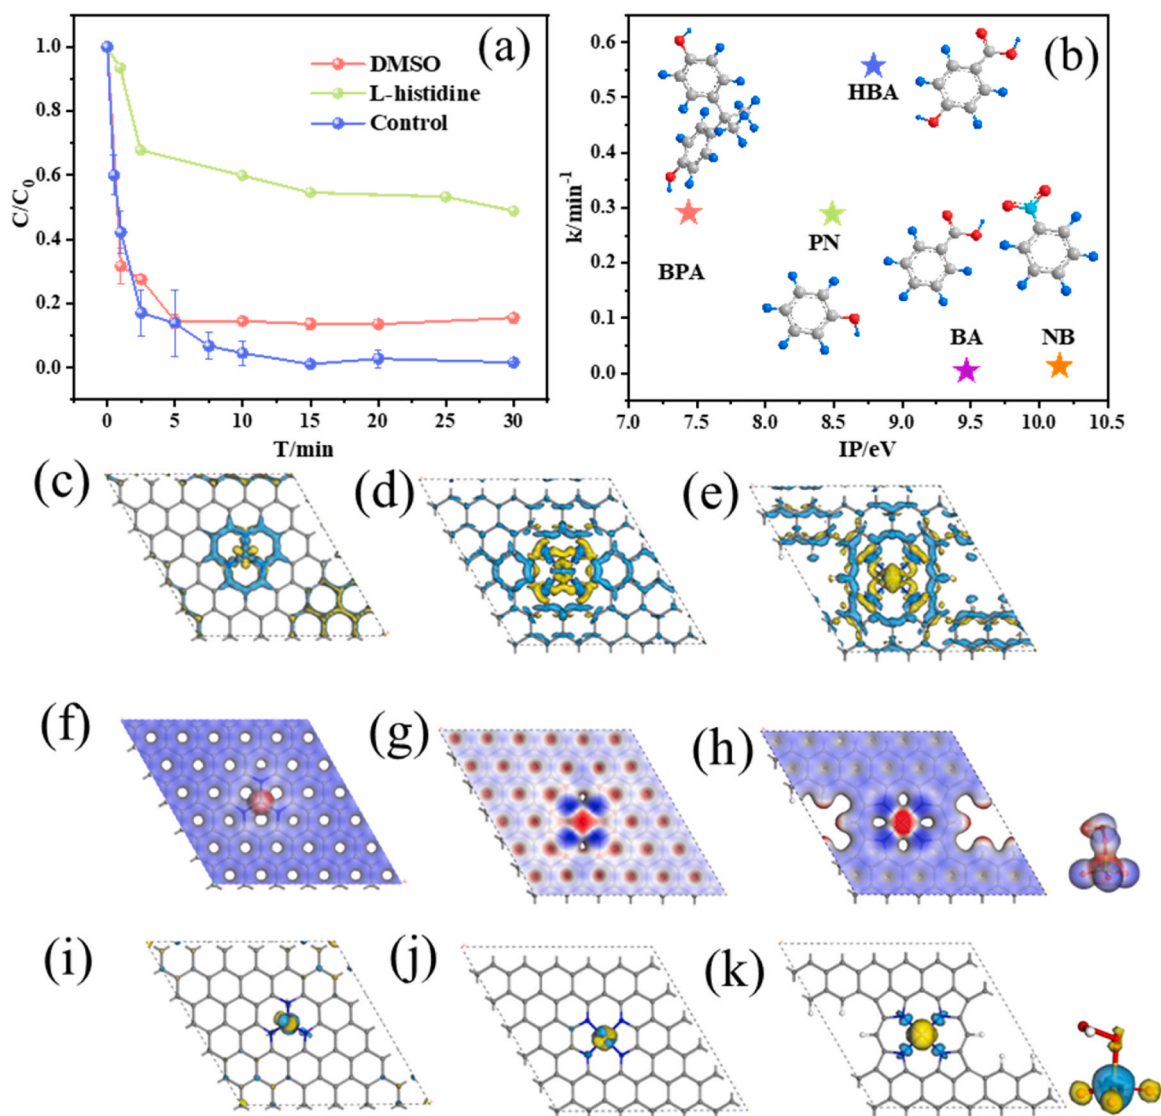 (a)
DMSO
L-histidine
Control
C/C0
1.0
0.8
0.6
0.4
0.2
0.0
0 5 10 15 20 25 30
T/min
(b)
HBA
BPA
PN
BA
NB
k/min-1
0.6
0.5
0.4
0.3
0.2
0.1
0.0
7.0 7.5 8.0 8.5 9.0 9.5 10.0 10.5
IP/eV
(c)
(d)
(e)
(f)
(g)
(h)
(i)
(j)
(k)